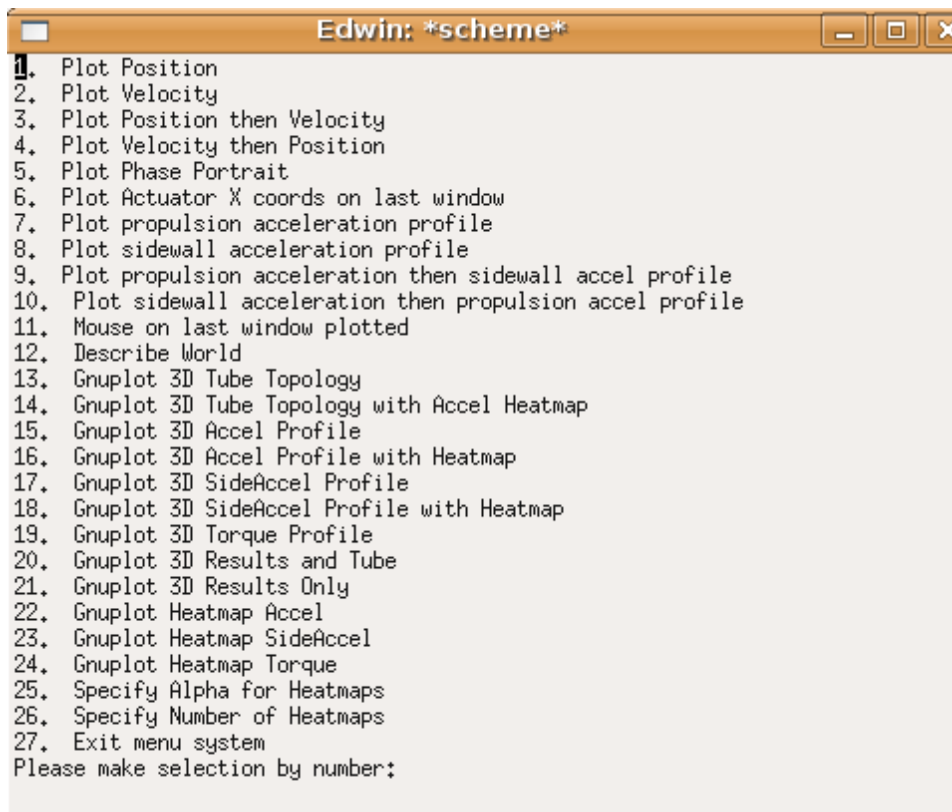 Edwin: *scheme*
1. Plot Position
2. Plot Velocity
3. Plot Position then Velocity
4. Plot Velocity then Position
5. Plot Phase Portrait
6. Plot Actuator X coords on last window
7. Plot propulsion acceleration profile
8. Plot sidewall acceleration profile
9. Plot propulsion acceleration then sidewall accel profile
10. Plot sidewall acceleration then propulsion accel profile
11. Mouse on last window plotted
12. Describe World
13. Gnuplot 3D Tube Topology
14. Gnuplot 3D Tube Topology with Accel Heatmap
15. Gnuplot 3D Accel Profile
16. Gnuplot 3D Accel Profile with Heatmap
17. Gnuplot 3D SideAccel Profile
18. Gnuplot 3D SideAccel Profile with Heatmap
19. Gnuplot 3D Torque Profile
20. Gnuplot 3D Results and Tube
21. Gnuplot 3D Results Only
22. Gnuplot Heatmap Accel
23. Gnuplot Heatmap SideAccel
24. Gnuplot Heatmap Torque
25. Specify Alpha for Heatmaps
26. Specify Number of Heatmaps
27. Exit menu system
Please make selection by number: